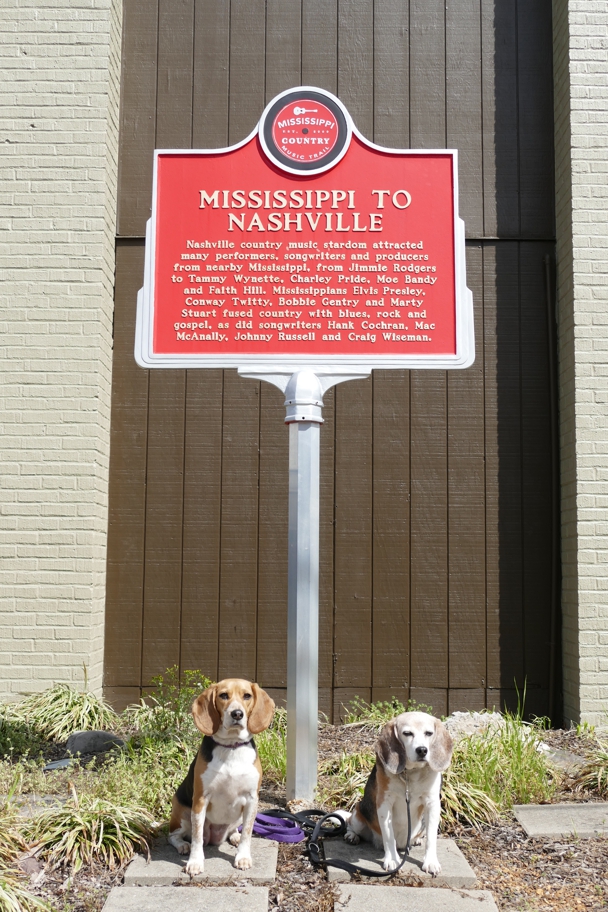 MISSISSIPPI
COUNTRY
MUSIC TRAIL
MISSISSIPPI TO
NASHVILLE
Nashville country music stardom attracted
many performers, songwriters and producers
from nearby Mississippi, from Jimmie Rodgers
to Tammy Wynette, Charley Pride, Moe Bandy
and Faith Hill. Mississippians Elvis Presley,
Conway Twitty, Bobbie Gentry and Marty
Stuart fused country with blues, rock and
gospel, as did songwriters Hank Cochran, Mac
McAnally, Johnny Russell and Craig Wiseman.